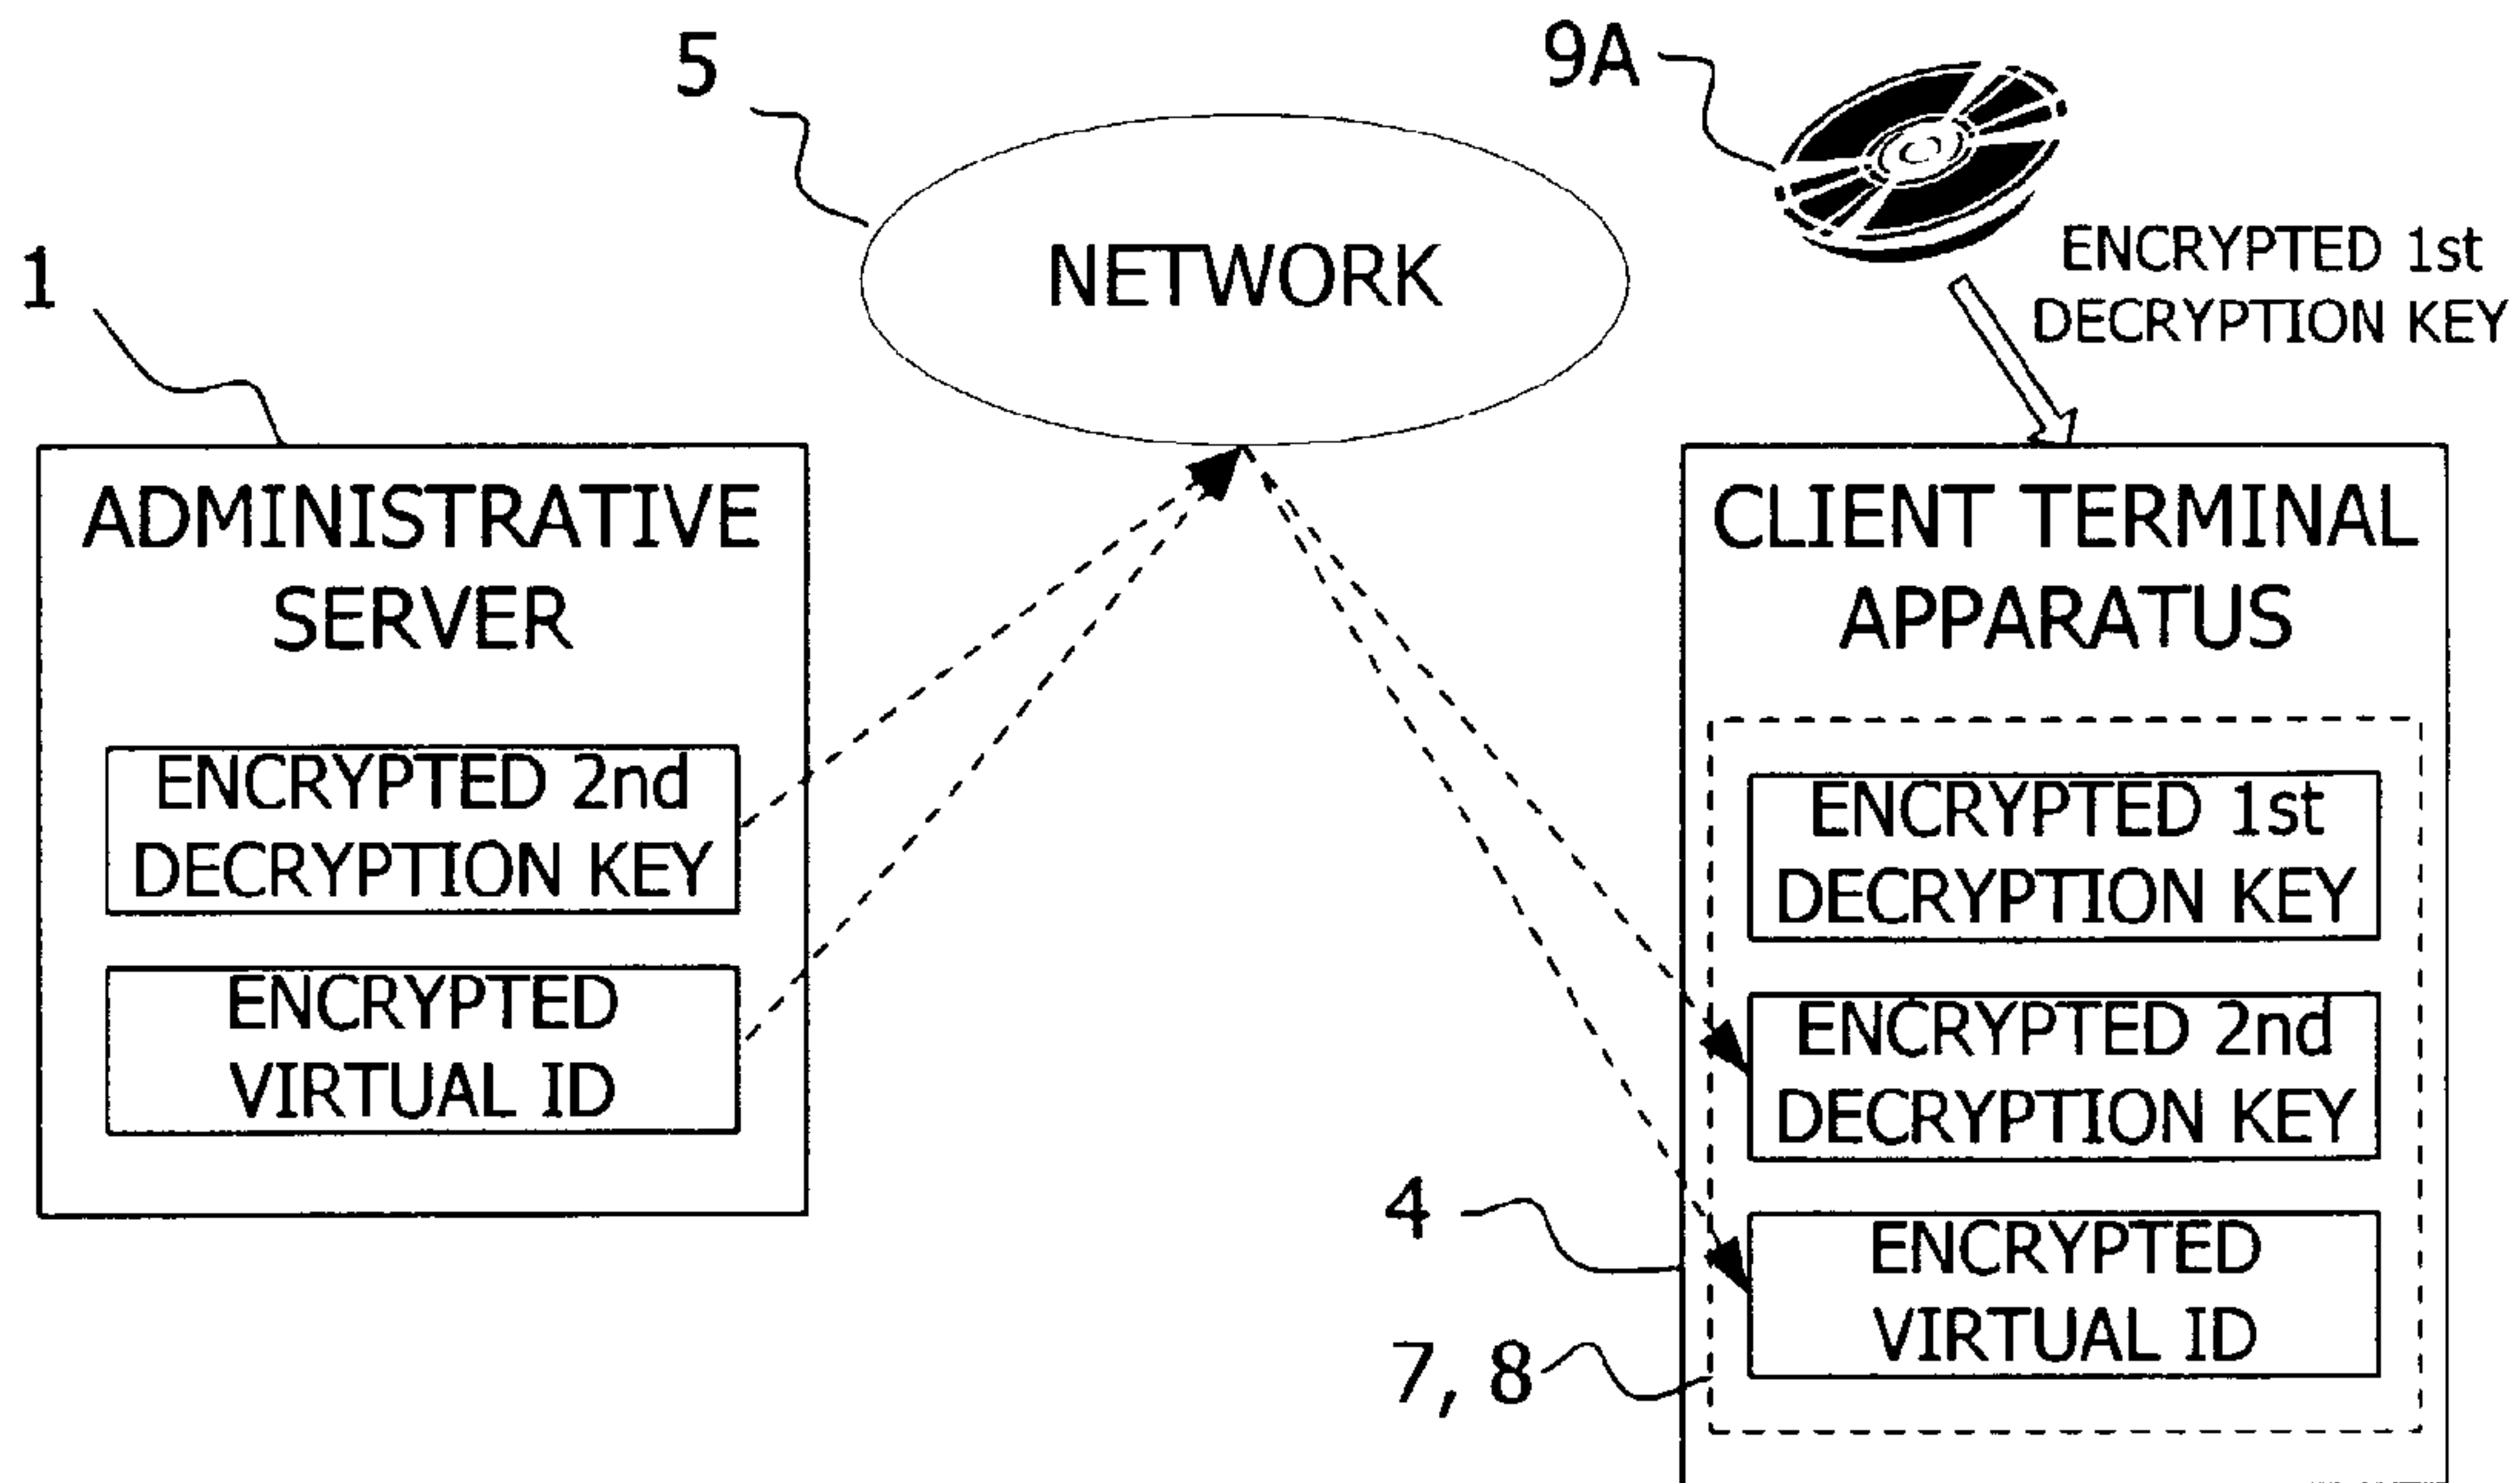 5
9A
NETWORK
ENCRYPTED 1st
DECRYPTION KEY
1
ADMINISTRATIVE
SERVER
ENCRYPTED 2nd
DECRYPTION KEY
ENCRYPTED
VIRTUAL ID
CLIENT TERMINAL
APPARATUS
ENCRYPTED 1st
DECRYPTION KEY
ENCRYPTED 2nd
DECRYPTION KEY
ENCRYPTED
VIRTUAL ID
4
7, 8